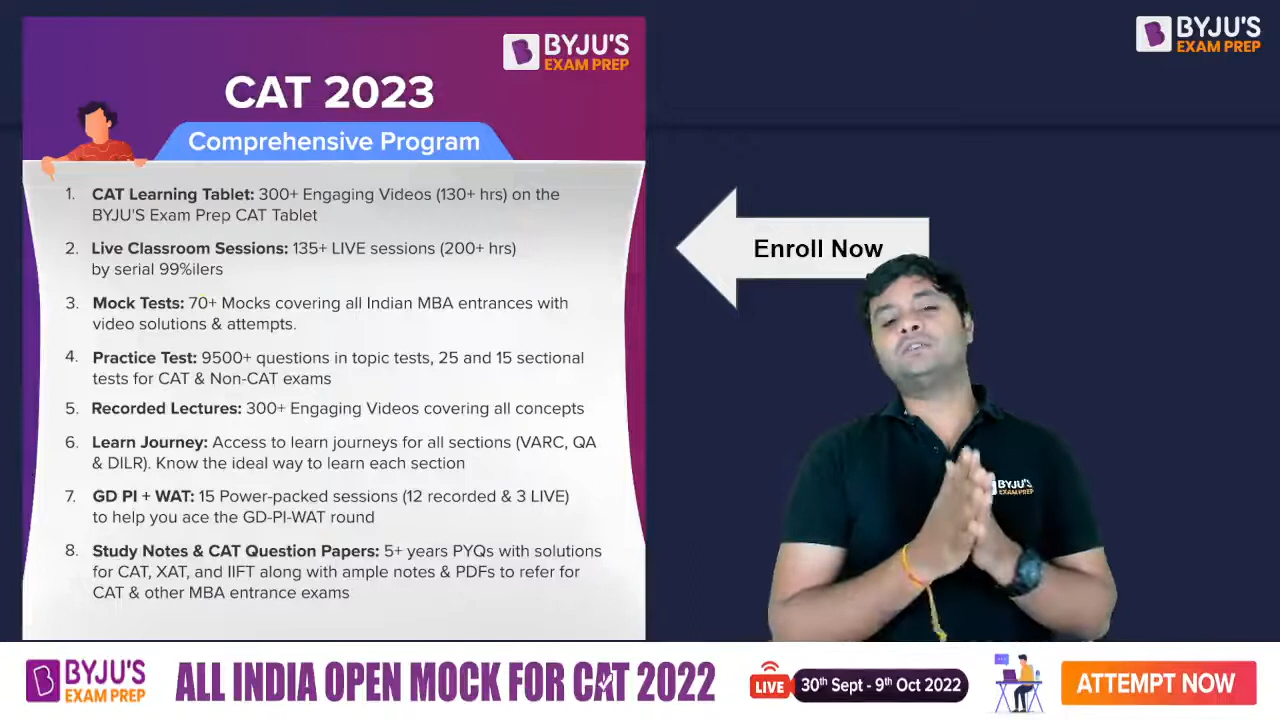 BYJU'S
EXAM PREP
BYJU'S
EXAM PREP
CAT 2023
Comprehensive Program
1. CAT Learning Tablet: 300+ Engaging Videos (130+ hrs) on the
BYJU'S Exam Prep CAT Tablet
2. Live Classroom Sessions: 135+ LIVE sessions (200+ hrs)
by serial 99%ilers
3. Mock Tests: 70+ Mocks covering all Indian MBA entrances with
video solutions & attempts.
4. Practice Test: 9500+ questions in topic tests, 25 and 15 sectional
tests for CAT & Non-CAT exams
5. Recorded Lectures: 300+ Engaging Videos covering all concepts
6. Learn Journey: Access to learn journeys for all sections (VARC, QA
& DILR). Know the ideal way to learn each section
7. GD PI + WAT: 15 Power-packed sessions (12 recorded & 3 LIVE)
to help you ace the GD-PI-WAT round
8. Study Notes & CAT Question Papers: 5+ years PYQs with solutions
for CAT, XAT, and IIFT along with ample notes & PDFs to refer for
CAT & other MBA entrance exams
Enroll Now
BYJU'S
EXAM PREP
BYJU'S
EXAM PREP
ALL INDIA OPEN MOCK FOR CAT 2022
LIVE
30th Sept - 9th Oct 2022
ATTEMPT NOW